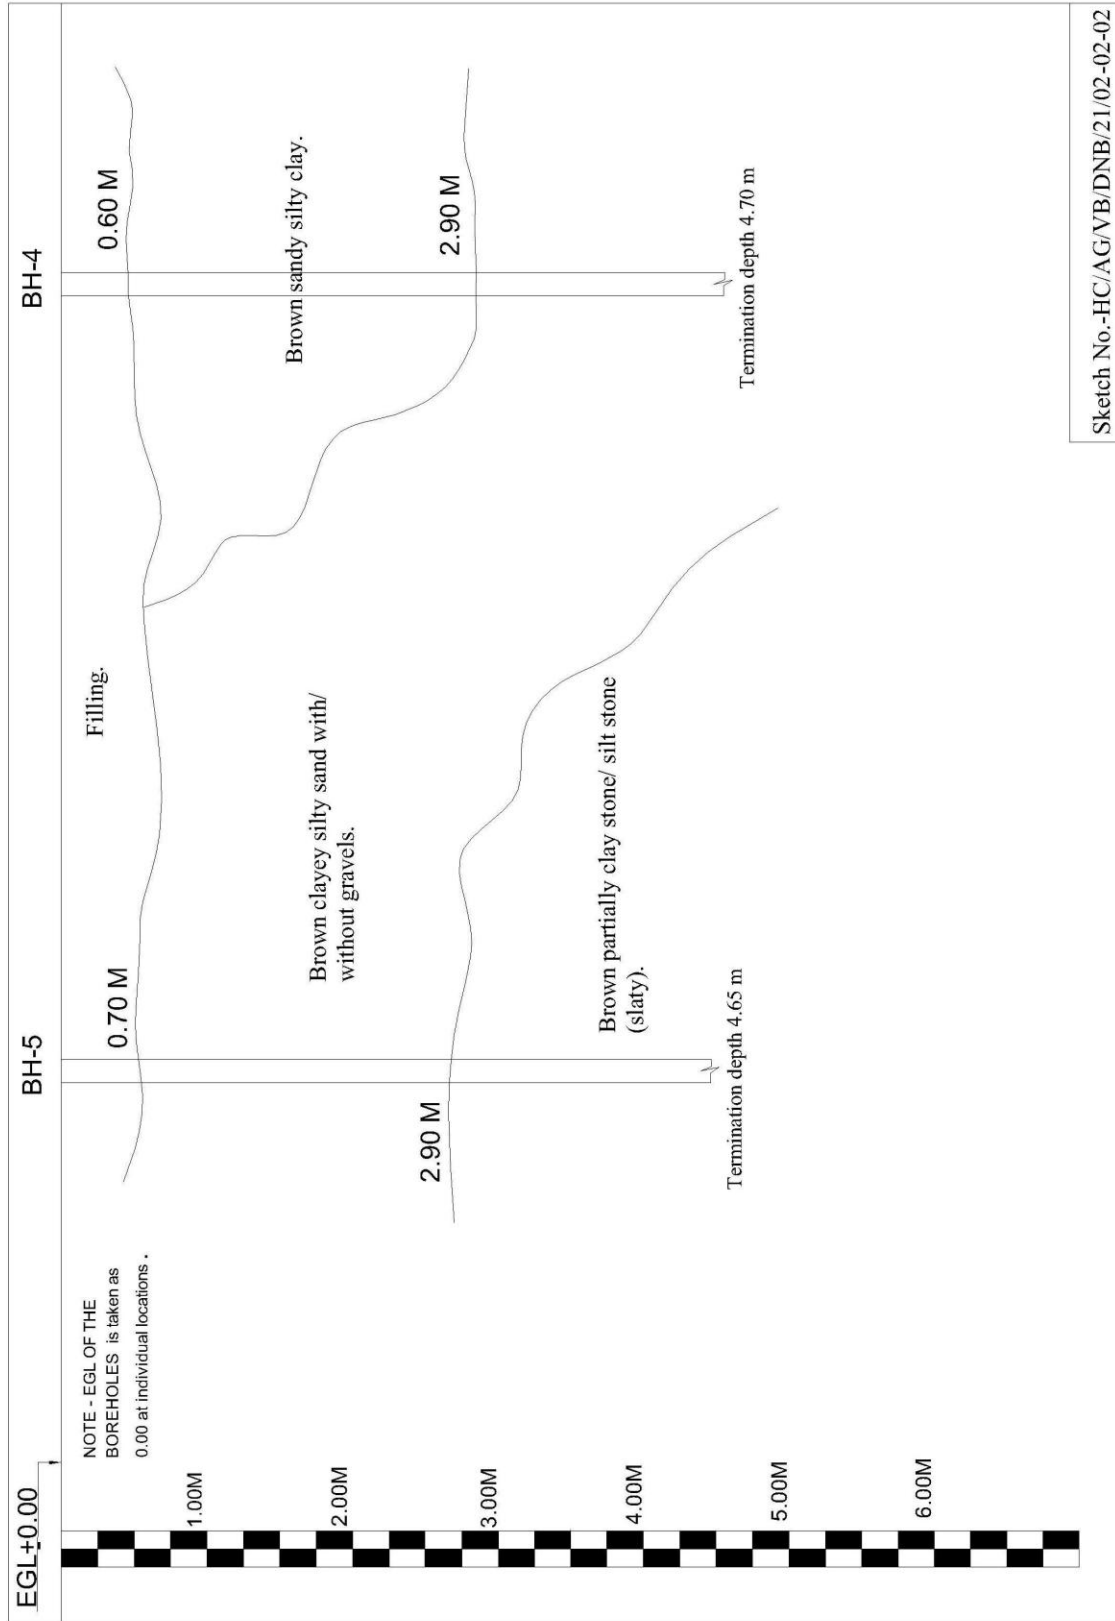 EGL+0.00
BH-5
BH-4
NOTE - EGL OF THE
BOREHOLES is taken as
0.00 at individual locations .
Filling.
0.70 M
0.60 M
Brown clayey silty sand with/
without gravels.
Brown sandy silty clay.
2.90 M
2.90 M
Brown partially clay stone/ silt stone
(slaty).
Termination depth 4.65 m
Termination depth 4.70 m
1.00M
2.00M
3.00M
4.00M
5.00M
6.00M
Sketch No.-HC/AG/VB/DNB/21/02-02-02